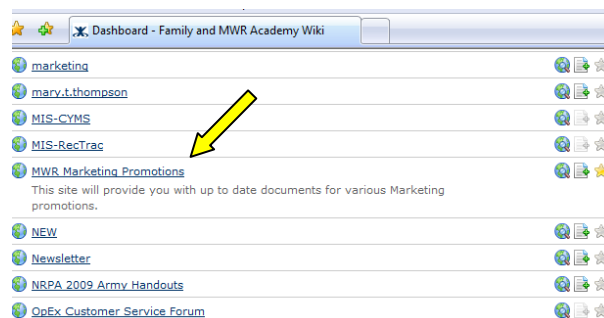 Dashboard - Family and MWR Academy Wiki
marketing
mary.t.thompson
MIS-CYMS
MIS-RecTrac
MWR Marketing Promotions
This site will provide you with up to date documents for various Marketing
promotions.
NEW
Newsletter
NRPA 2009 Army Handouts
OpEx Customer Service Forum